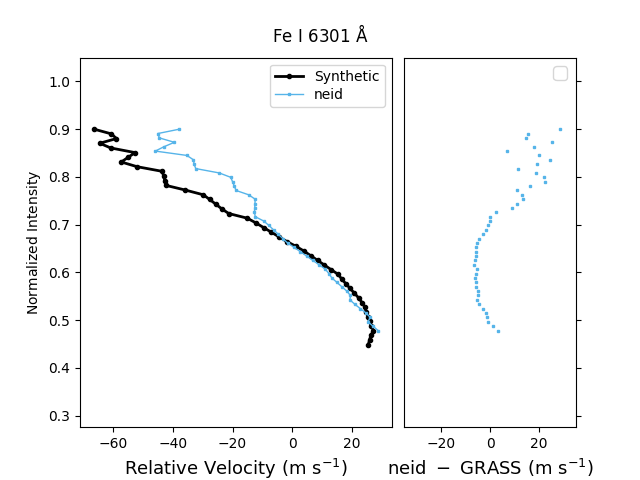 Fe I 6301 Å
Normalized Intensity
1.0
0.9
0.8
0.7
0.6
0.5
0.4
0.3
Synthetic
neid
−60 −40 −20 0 20
Relative Velocity (m s⁻¹)
−20 0 20
neid − GRASS (m s⁻¹)